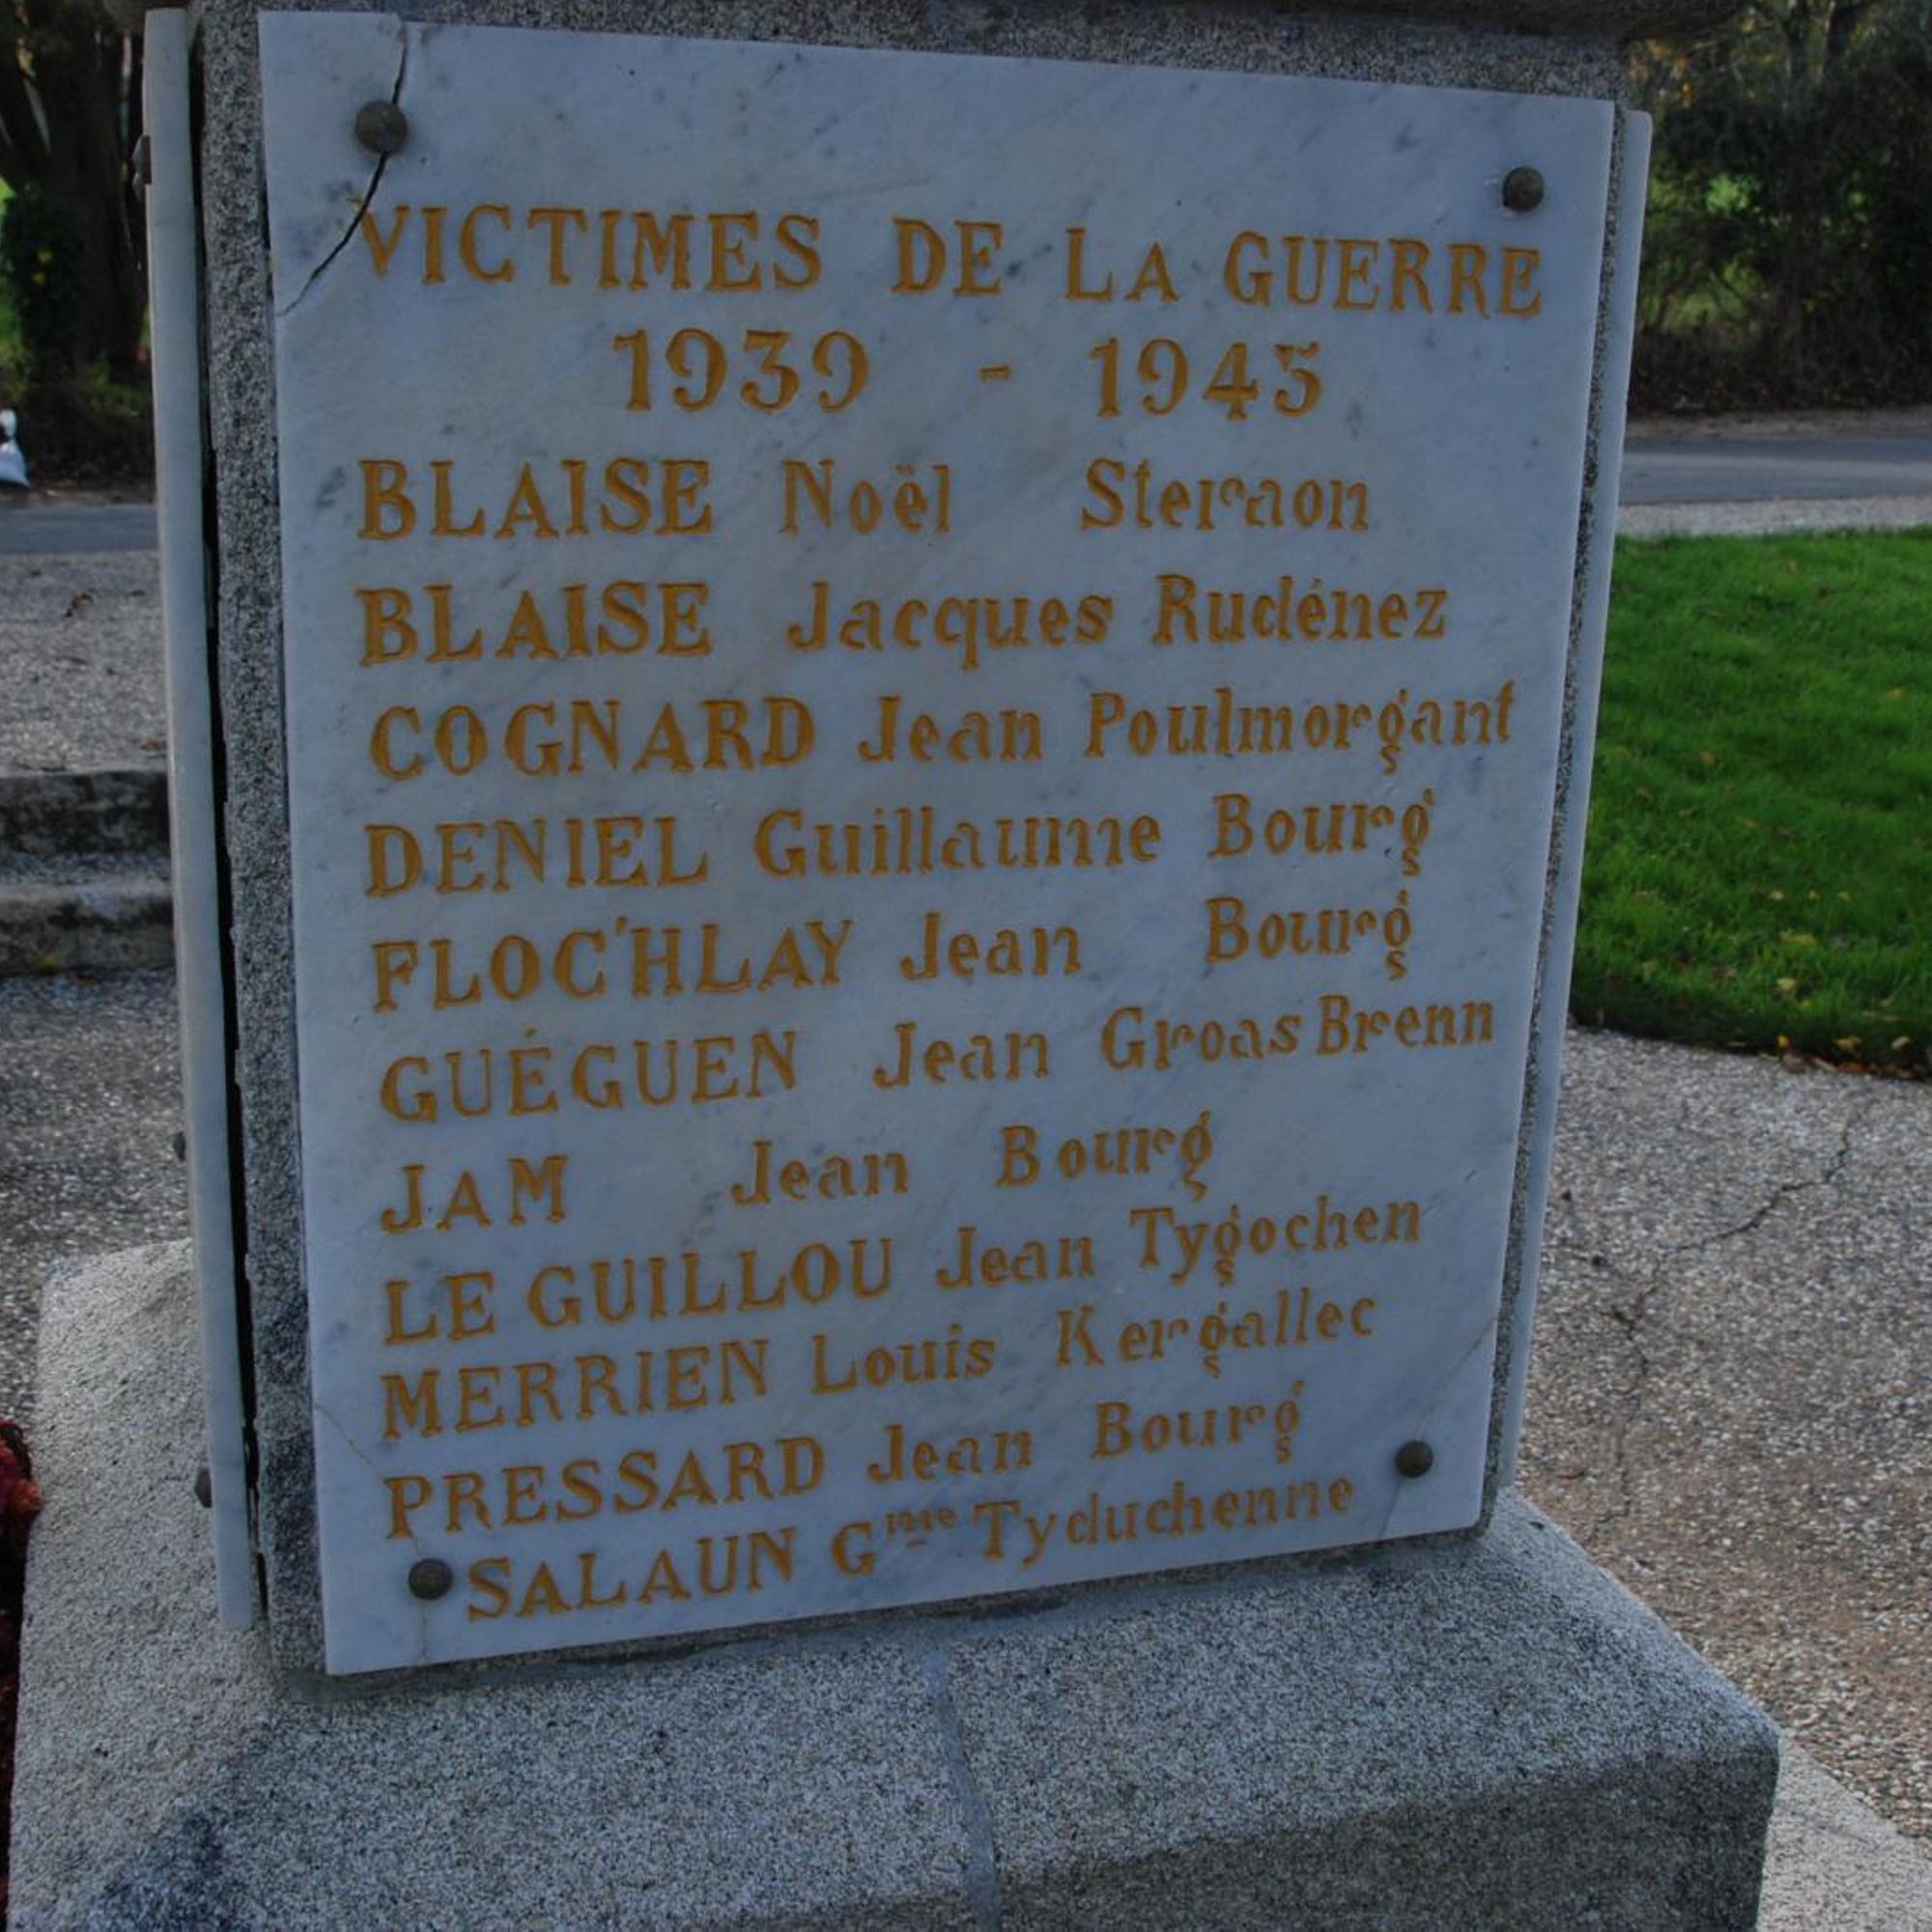 VICTIMES DE LA GUERRE
1939 - 1945
BLAISE Noël Steraon
BLAISE Jacques Rudénez
COGNARD Jean Poulmorgant
DENIEL Guillaume Bourg
FLOC'HLAY Jean Bourg
GUÉGUEN Jean Groas Brenn
JAM Jean Bourg
LE GUILLOU Jean Tygochen
MERRIEN Louis Kergallec
PRESSARD Jean Bourg
SALAUN Gme Tyduchenne